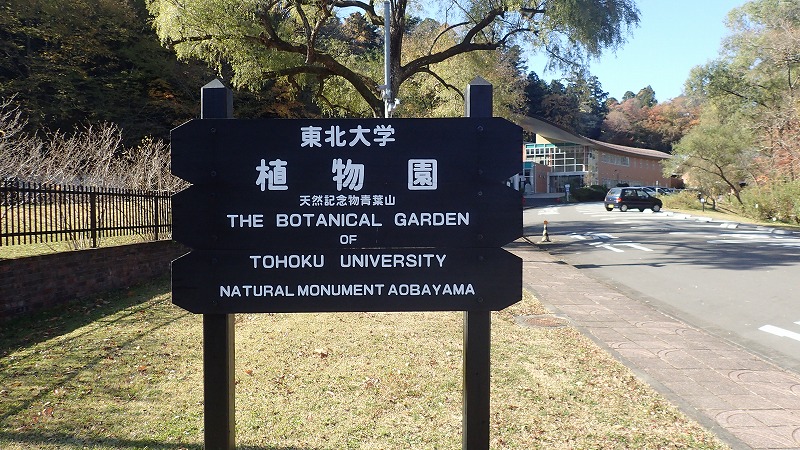 東北大学
植物園
天然記念物青葉山
THE BOTANICAL GARDEN
OF
TOHOKU UNIVERSITY
NATURAL MONUMENT AOBAYAMA